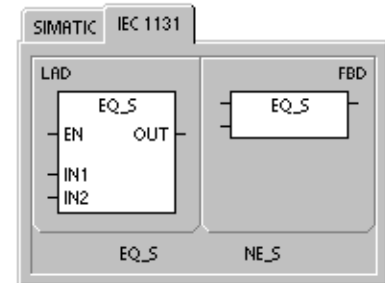 SIMATIC IEC 1131
LAD FBD
EQ_S EQ_S
EN OUT
IN1
IN2
EQ_S NE_S